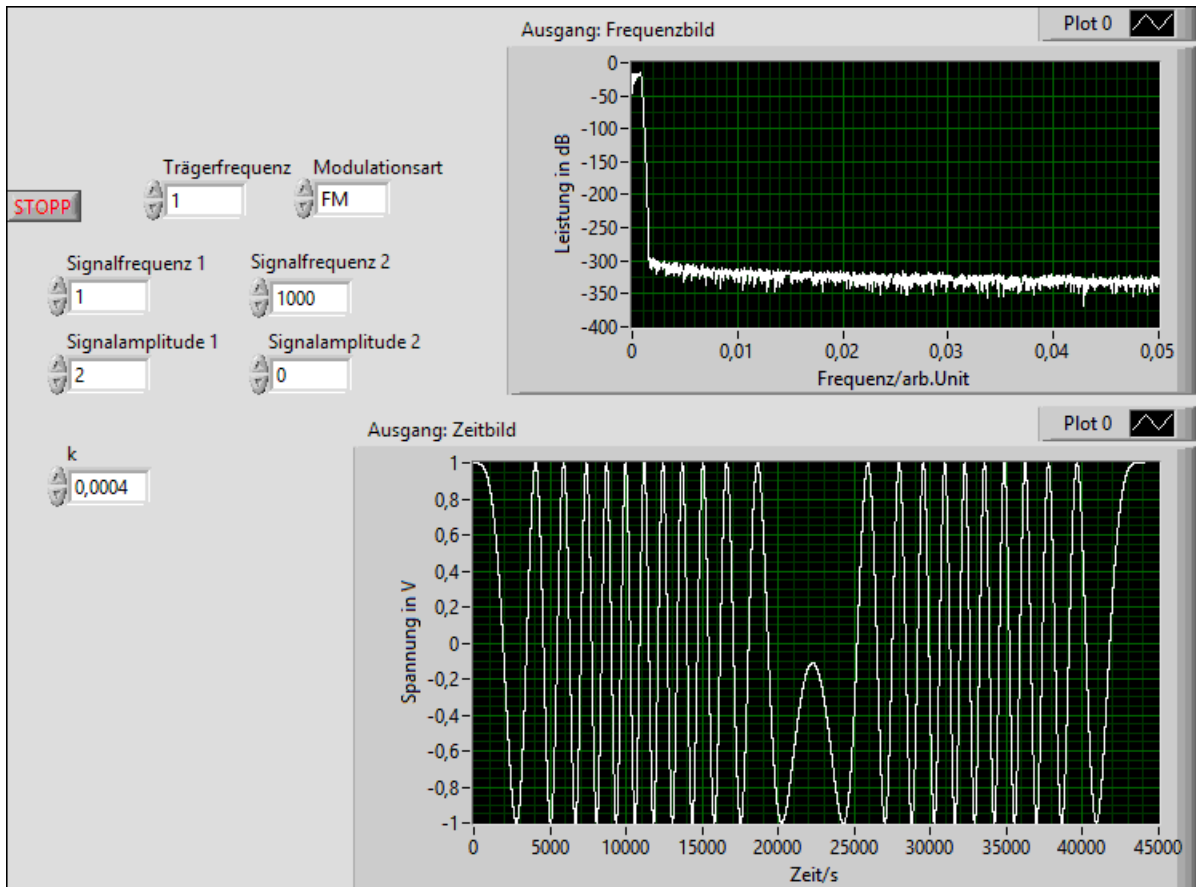 Ausgang: Frequenzbild
Plot 0
0
-50
-100
-150
-200
-250
-300
-350
-400
Leistung in dB
0 0,01 0,02 0,03 0,04 0,05
Frequenz/arb.Unit
Trägerfrequenz Modulationsart
STOPP
1 FM
Signalfrequenz 1 Signalfrequenz 2
1 1000
Signalamplitude 1 Signalamplitude 2
2 0
k
0,0004
Ausgang: Zeitbild
Plot 0
1
0,8
0,6
0,4
0,2
0
-0,2
-0,4
-0,6
-0,8
-1
Spannung in V
0 5000 10000 15000 20000 25000 30000 35000 40000 45000
Zeit/s